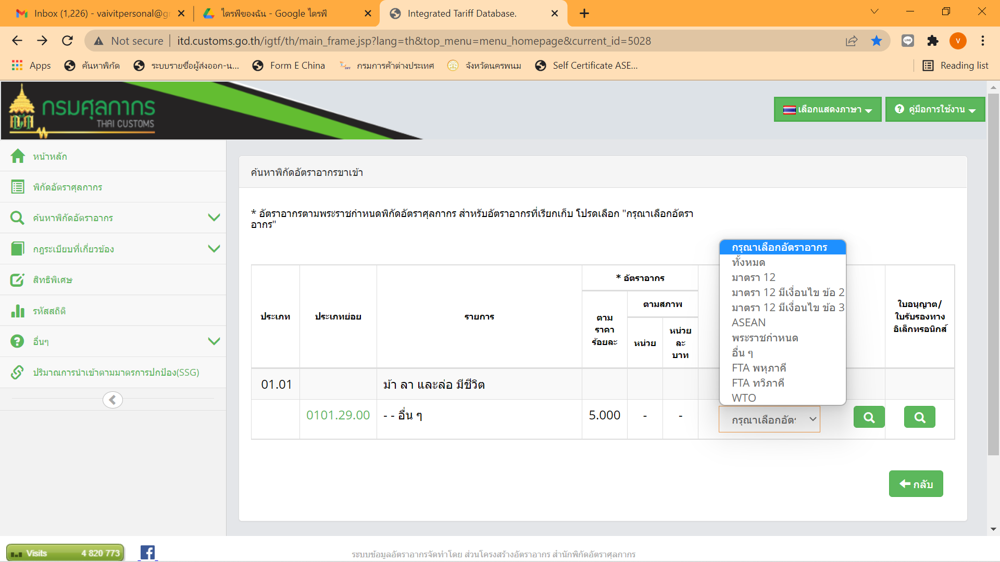 Inbox (1,226) - vaivitpersonal@g
ไดรฟ์ของฉัน - Google ไดรฟ์
Integrated Tariff Database.
Not secure
itd.customs.go.th/igtf/th/main_frame.jsp?lang=th&top_menu=menu_homepage&current_id=5028
LINE
V
Apps
ค้นหาพิกัด
ระบบรายชื่อผู้ส่งออก-น...
Form E China
กรมการค้าต่างประเทศ
จังหวัดนครพนม
Self Certificate ASE...
Reading list
กรมศุลกากร
THAI CUSTOMS
เลือกแสดงภาษา
คู่มือการใช้งาน
หน้าหลัก
พิกัดอัตราศุลกากร
ค้นหาพิกัดอัตราอากร
กฎระเบียบที่เกี่ยวข้อง
สิทธิพิเศษ
รหัสสถิติ
อื่นๆ
ปริมาณการนำเข้าตามมาตรการปกป้อง(SSG)
ค้นหาพิกัดอัตราอากรขาเข้า
* อัตราอากรตามพระราชกำหนดพิกัดอัตราศุลกากร สำหรับอัตราอากรที่เรียกเก็บ โปรดเลือก "กรุณาเลือกอัตรา
อากร"
ประเภท
ประเภทย่อย
รายการ
* อัตราอากร
ตาม
ราคา
ร้อยละ
ตามสภาพ
หน่วย
หน่วย
ละ
บาท
ใบอนุญาต/
ใบรับรองทาง
อิเล็กทรอนิกส์
กรุณาเลือกอัตราอากร
ทั้งหมด
มาตรา 12
มาตรา 12 มีเงื่อนไข ข้อ 2
มาตรา 12 มีเงื่อนไข ข้อ 3
ASEAN
พระราชกำหนด
อื่น ๆ
FTA พหุภาคี
FTA ทวิภาคี
WTO
01.01
ม้า ลา และล่อ มีชีวิต
0101.29.00
- - อื่น ๆ
5.000
-
-
กรุณาเลือกอัต
กลับ
Visits
4 820 773
ระบบข้อมูลอัตราอากรจัดทำโดย ส่วนโครงสร้างอัตราอากร สำนักพิกัดอัตราศุลกากร